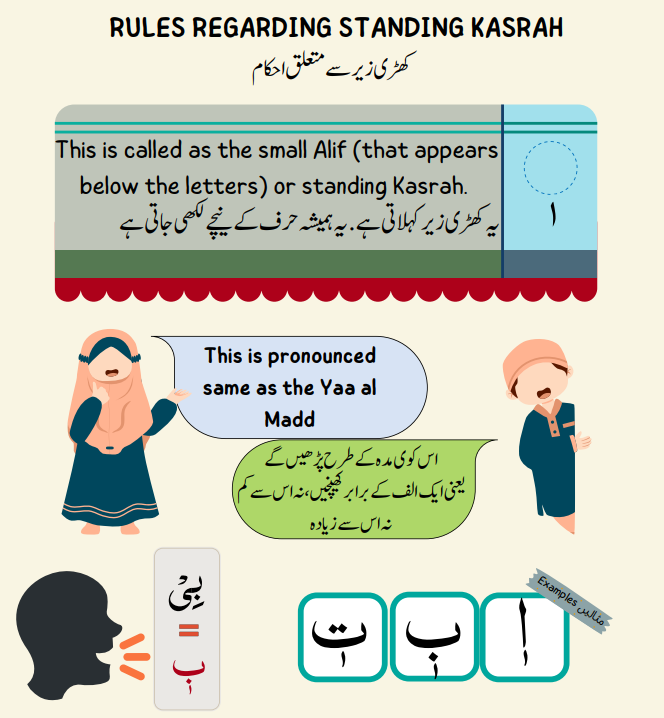 RULES REGARDING STANDING KASRAH
کھڑی زیر سے متعلق احکام
This is called as the small Alif (that appears
below the letters) or standing Kasrah.
یہ کھڑی زیر کہلاتی ہے. یہ ہمیشہ حرف کے نیچے لکھی جاتی ہے
ا
This is pronounced
same as the Yaa al
Madd
اس کوی مدہ کے طرح پڑھیں گے
یعنی ایک الف کے برابر کھینچیں، نہ اس سے کم
نہ اس سے زیادہ
Examples مثالیں
اٖ
بٖ
تٖ
بِىْ
=
بٖ